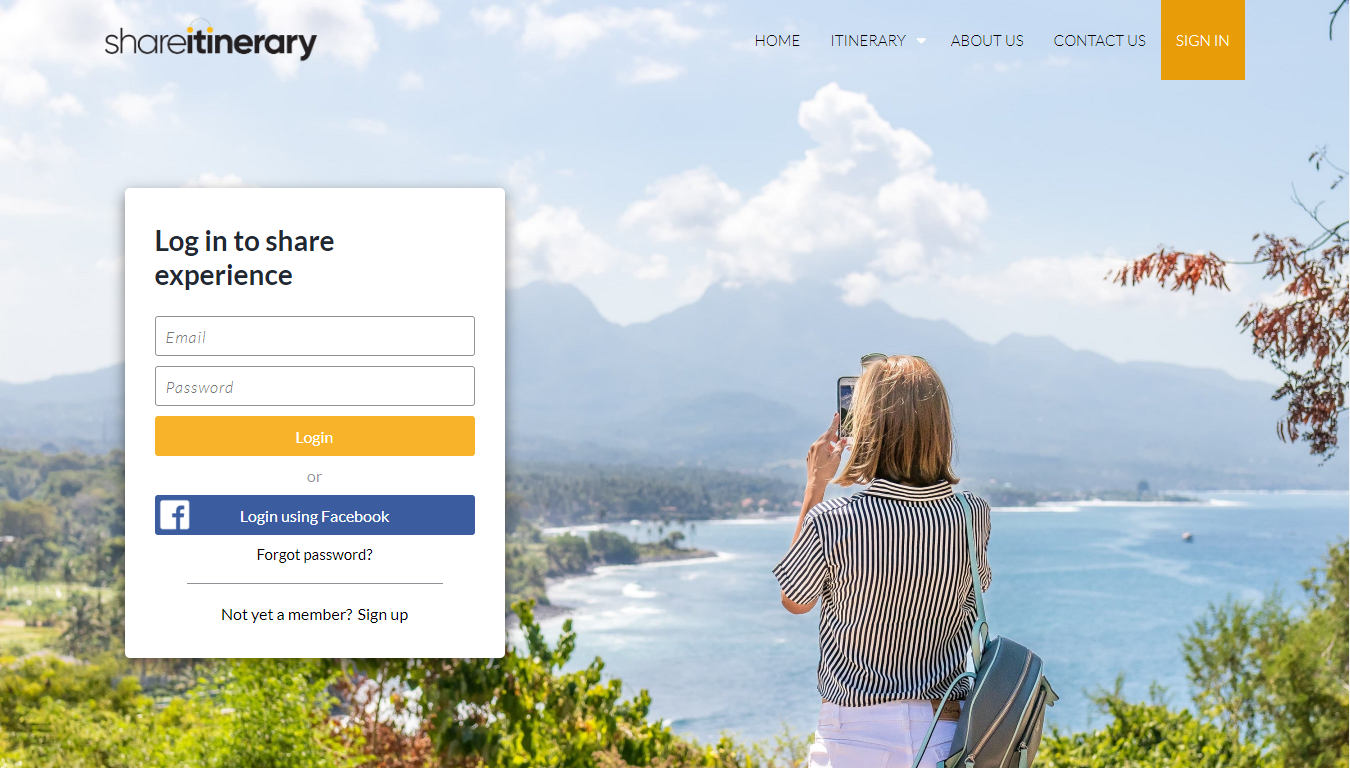 shareitinerary
HOME ITINERARY ABOUT US CONTACT US SIGN IN
Log in to share
experience
Email
Password
Login
or
Login using Facebook
Forgot password?
Not yet a member? Sign up